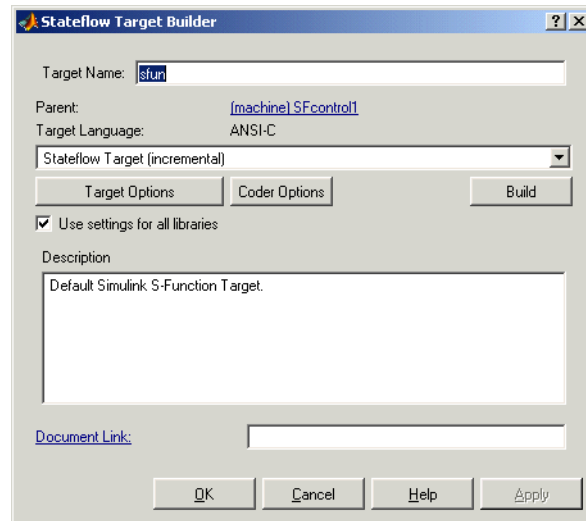 Stateflow Target Builder
Target Name: sfun
Parent: (machine) SFcontrol1
Target Language: ANSI-C
Stateflow Target (incremental)
Target Options Coder Options Build
Use settings for all libraries
Description
Default Simulink S-Function Target.
Document Link:
OK Cancel Help Apply